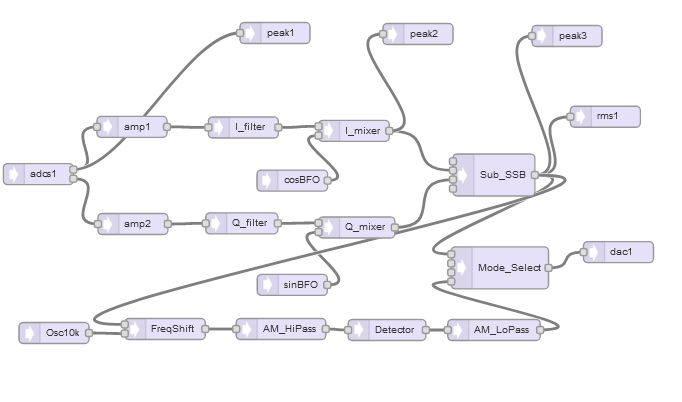 peak1
peak2
peak3
rms1
amp1
I_filter
I_mixer
adcs1
cosBFO
Sub_SSB
amp2
Q_filter
Q_mixer
dac1
Mode_Select
sinBFO
Osc10k
FreqShift
AM_HiPass
Detector
AM_LoPass